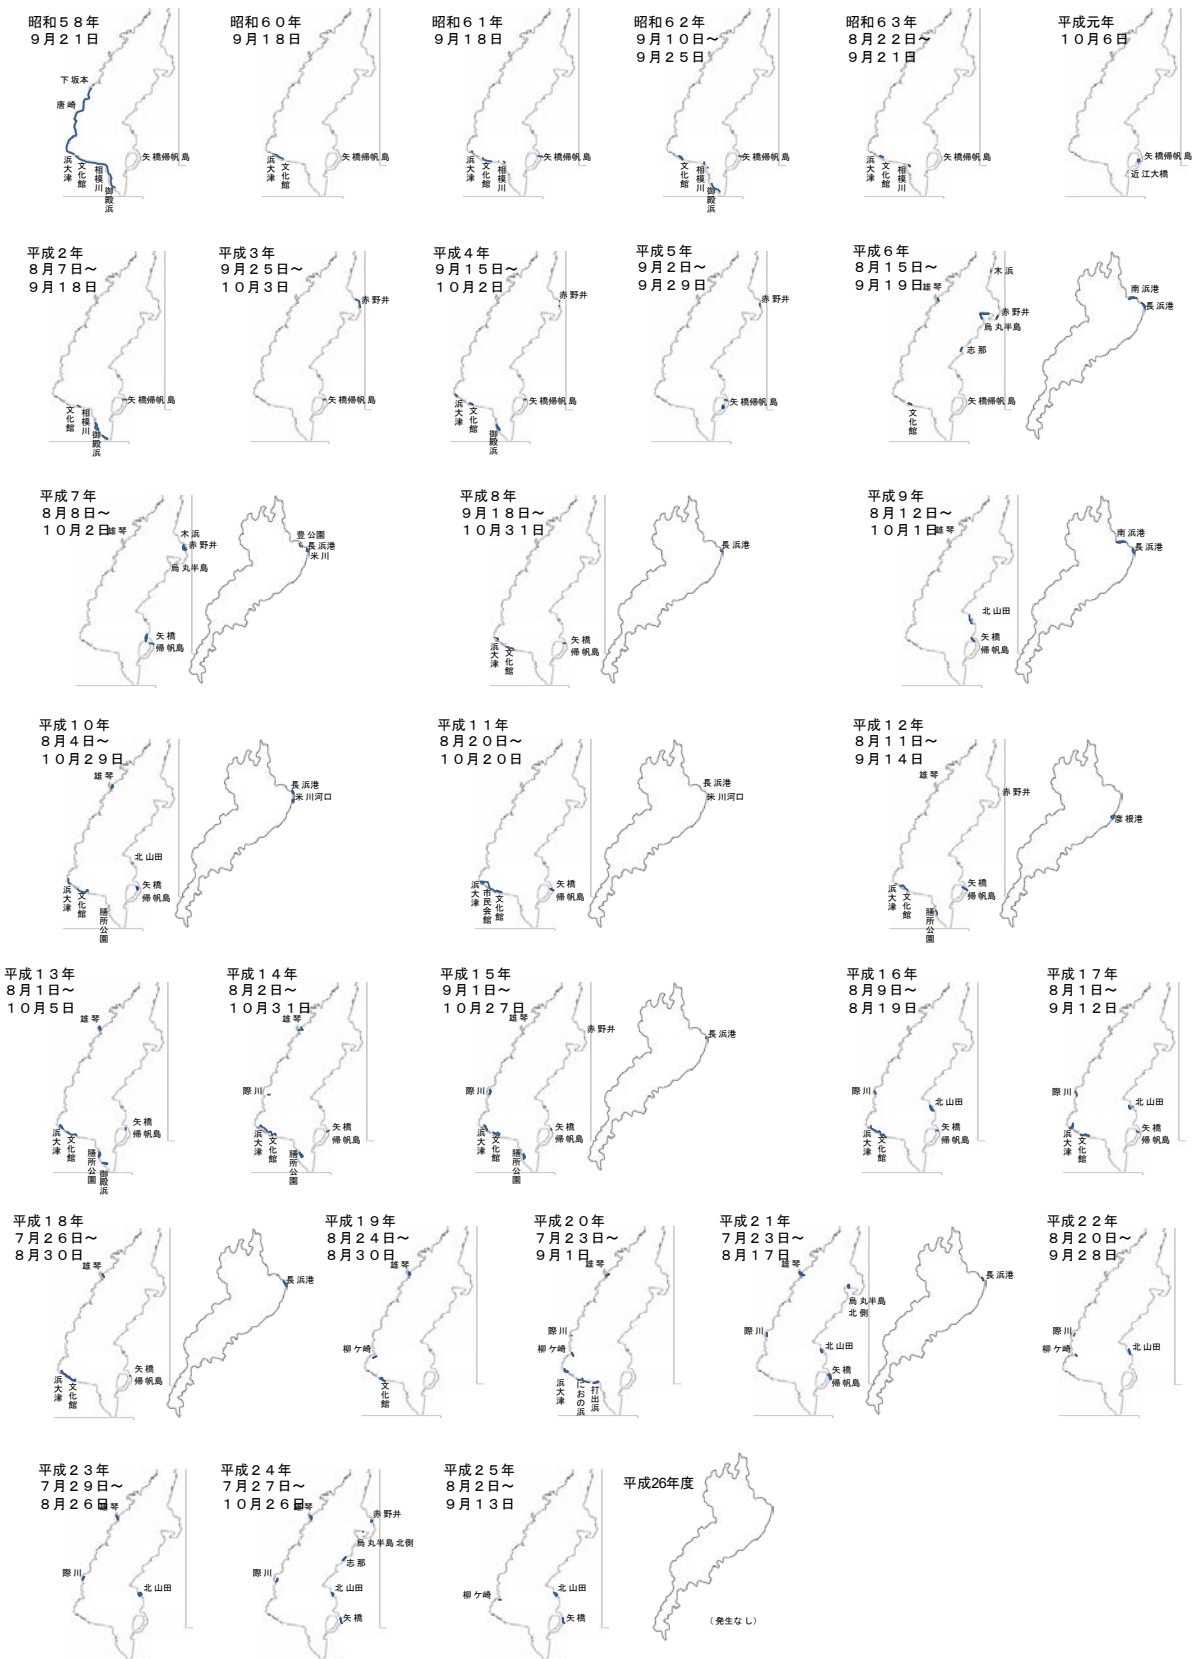 昭和５８年
９月２１日
下坂本
唐崎
浜大津
文化館
相模川
御殿浜
矢橋帰帆島
昭和６０年
９月１８日
浜大津
文化館
矢橋帰帆島
昭和６１年
９月１８日
浜大津
文化館
相模川
矢橋帰帆島
昭和６２年
９月１０日～
９月２５日
文化館
相模川
御殿浜
矢橋帰帆島
昭和６３年
８月２２日～
９月２１日
文化館
相模川
矢橋帰帆島
平成元年
１０月６日
矢橋帰帆島
近江大橋
平成２年
８月７日～
９月１８日
文化館
相模川
御殿浜
矢橋帰帆島
平成３年
９月２５日～
１０月３日
赤野井
矢橋帰帆島
平成４年
９月１５日～
１０月２日
赤野井
浜大津
文化館
御殿浜
矢橋帰帆島
平成５年
９月２日～
９月２９日
赤野井
矢橋帰帆島
平成６年
８月１５日～
９月１９日
雄琴
木浜
赤野井
烏丸半島
志那
文化館
矢橋帰帆島
南浜港
長浜港
平成７年
８月８日～
１０月２日
雄琴
木浜
赤野井
烏丸半島
矢橋
帰帆島
豊公園
長浜港
米川
平成８年
９月１８日～
１０月３１日
浜大津
文化館
矢橋
帰帆島
長浜港
平成９年
８月１２日～
１０月１日
雄琴
北山田
矢橋
帰帆島
南浜港
長浜港
平成１０年
８月４日～
１０月２９日
雄琴
北山田
浜大津
文化館
膳所公園
矢橋
帰帆島
長浜港
米川河口
平成１１年
８月２０日～
１０月２０日
浜大津
市民会館
文化館
矢橋
帰帆島
長浜港
米川河口
平成１２年
８月１１日～
９月１４日
雄琴
赤野井
浜大津
文化館
膳所公園
矢橋
帰帆島
彦根港
平成１３年
８月１日～
１０月５日
雄琴
浜大津
文化館
膳所公園
御殿浜
矢橋
帰帆島
平成１４年
８月２日～
１０月３１日
雄琴
際川
浜大津
文化館
膳所公園
矢橋
帰帆島
平成１５年
９月１日～
１０月２７日
雄琴
赤野井
際川
浜大津
文化館
膳所公園
矢橋
帰帆島
長浜港
平成１６年
８月９日～
８月１９日
際川
北山田
浜大津
文化館
矢橋
帰帆島
平成１７年
８月１日～
９月１２日
際川
北山田
浜大津
文化館
矢橋
帰帆島
平成１８年
７月２６日～
８月３０日
雄琴
浜大津
文化館
矢橋
帰帆島
長浜港
平成１９年
８月２４日～
８月３０日
雄琴
柳ケ崎
文化館
平成２０年
７月２３日～
９月１日
雄琴
際川
柳ケ崎
浜大津
におの浜
打出浜
平成２１年
７月２３日～
８月１７日
雄琴
烏丸半島
北側
際川
北山田
矢橋
帰帆島
長浜港
平成２２年
８月２０日～
９月２８日
際川
柳ケ崎
北山田
平成２３年
７月２９日～
８月２６日
雄琴
際川
北山田
平成２４年
７月２７日～
１０月２６日
雄琴
赤野井
烏丸半島北側
志那
際川
北山田
矢橋
平成２５年
８月２日～
９月１３日
柳ケ崎
北山田
矢橋
平成26年度
（発生なし）